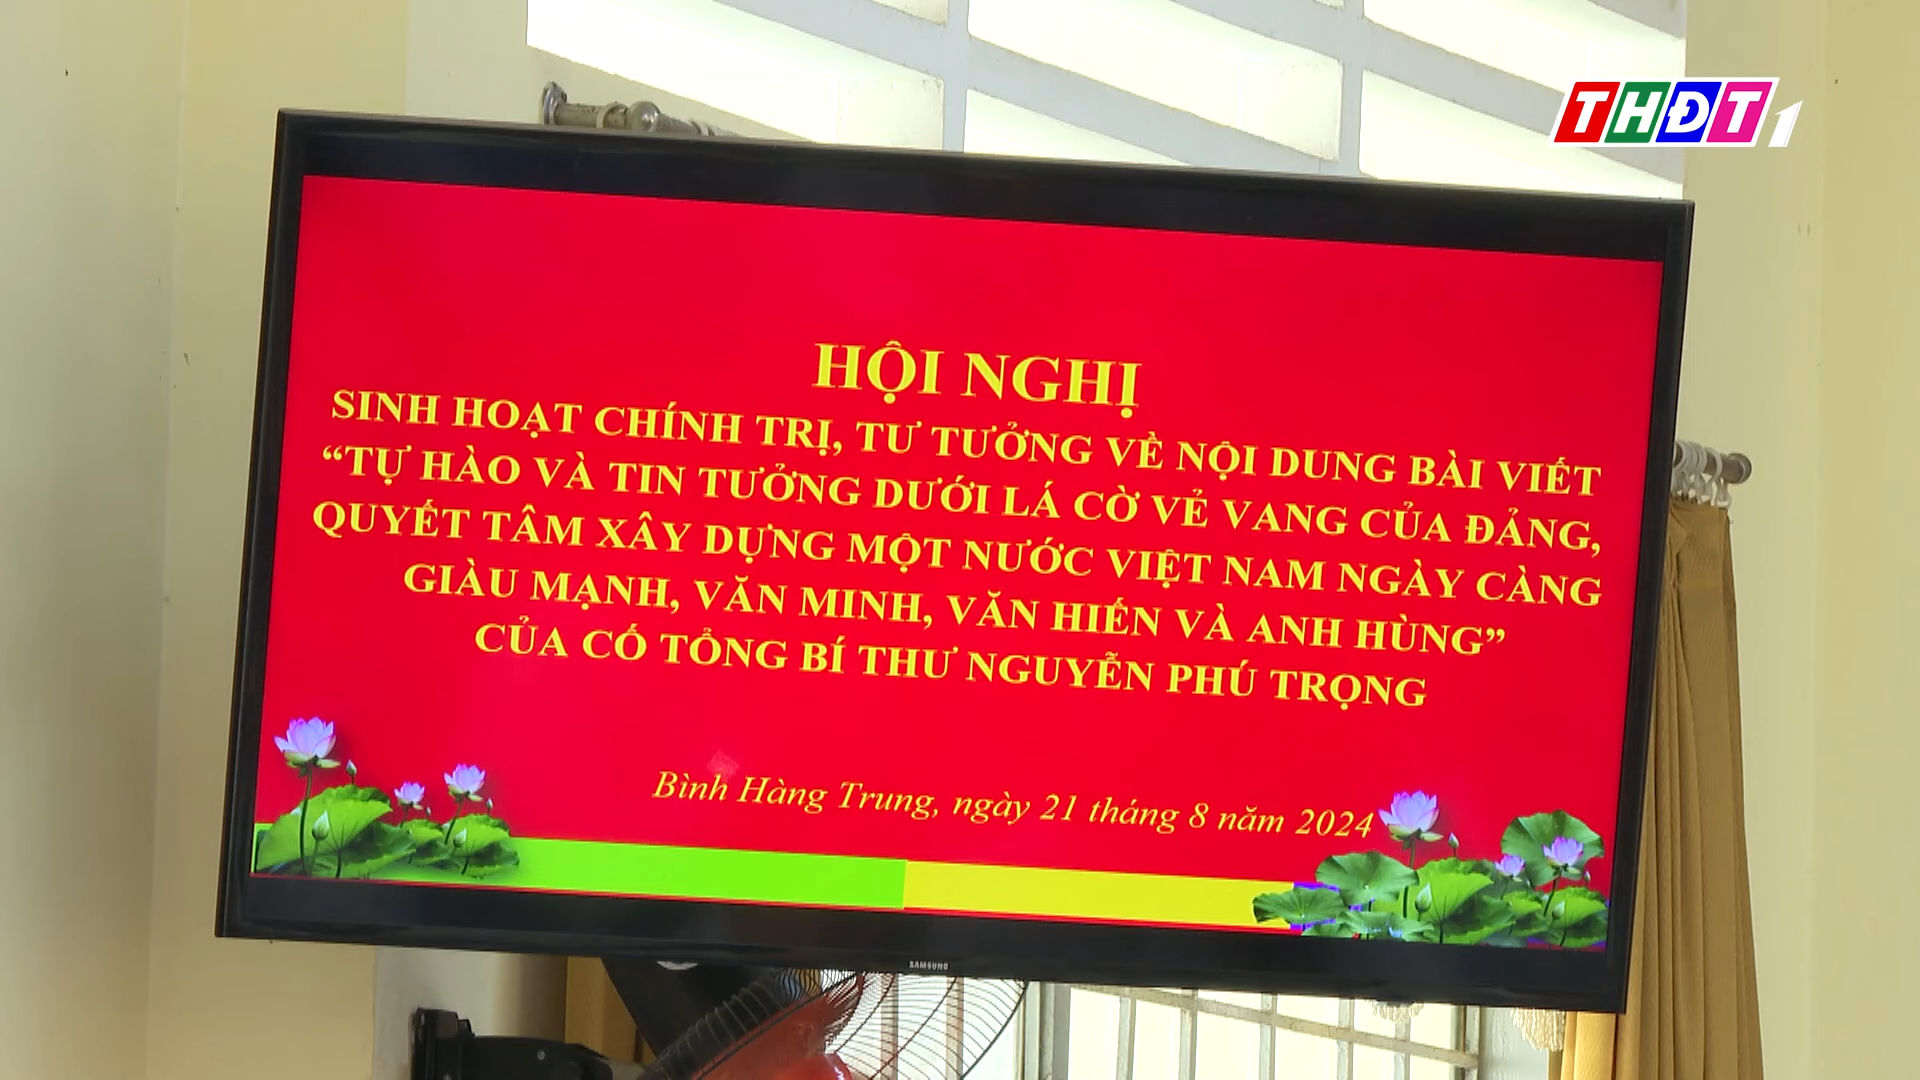 THĐT1
HỘI NGHỊ
SINH HOẠT CHÍNH TRỊ, TƯ TƯỞNG VỀ NỘI DUNG BÀI VIẾT
“TỰ HÀO VÀ TIN TƯỞNG DƯỚI LÁ CỜ VẺ VANG CỦA ĐẢNG,
QUYẾT TÂM XÂY DỰNG MỘT NƯỚC VIỆT NAM NGÀY CÀNG
GIÀU MẠNH, VĂN MINH, VĂN HIẾN VÀ ANH HÙNG”
CỦA CỐ TỔNG BÍ THƯ NGUYỄN PHÚ TRỌNG
Bình Hàng Trung, ngày 21 tháng 8 năm 2024
SAMSUNG